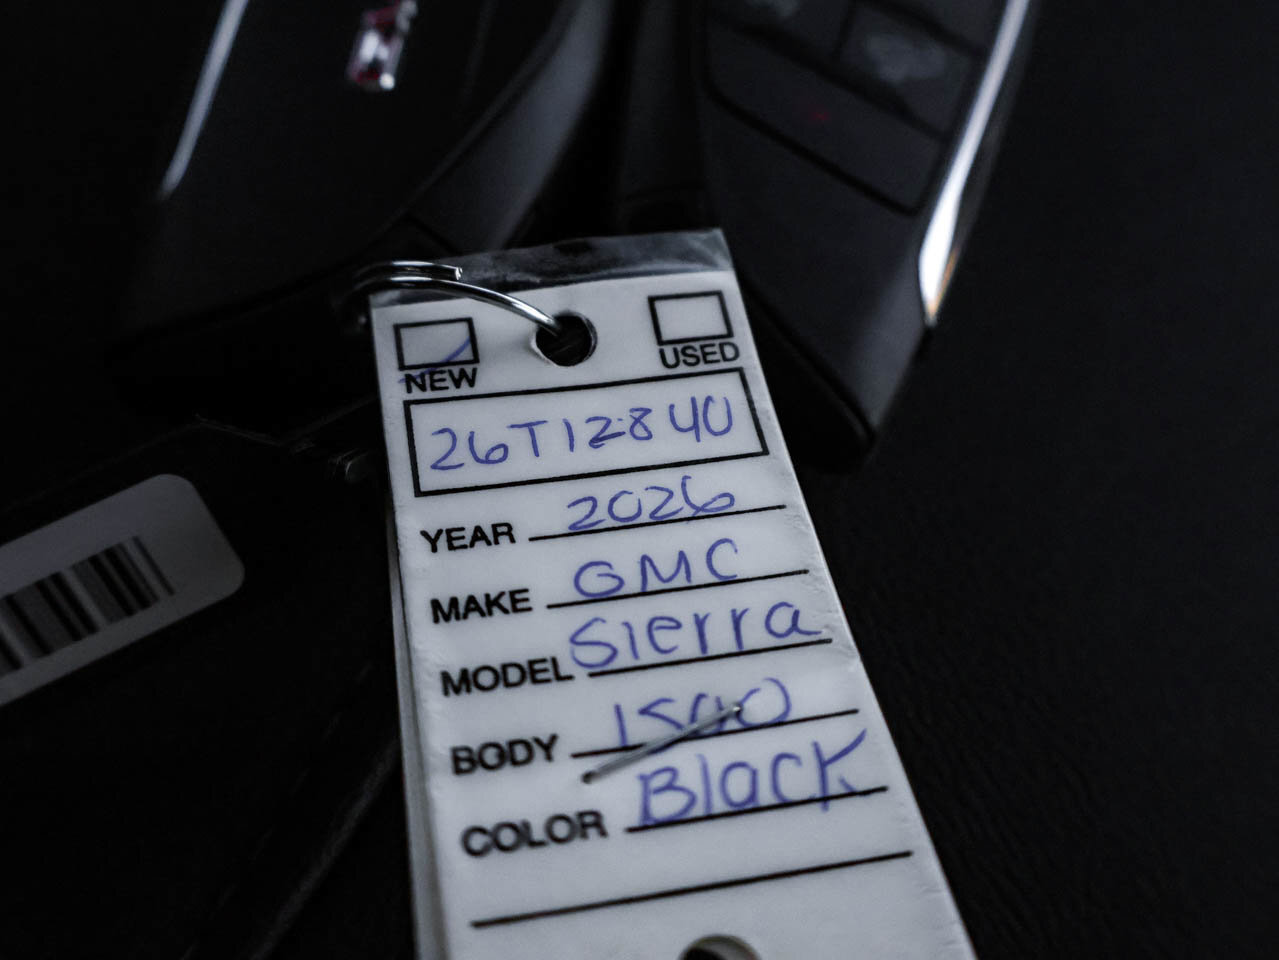 NEW USED
26T12840
YEAR 2026
MAKE GMC
MODEL Sierra
BODY 1500
COLOR Black